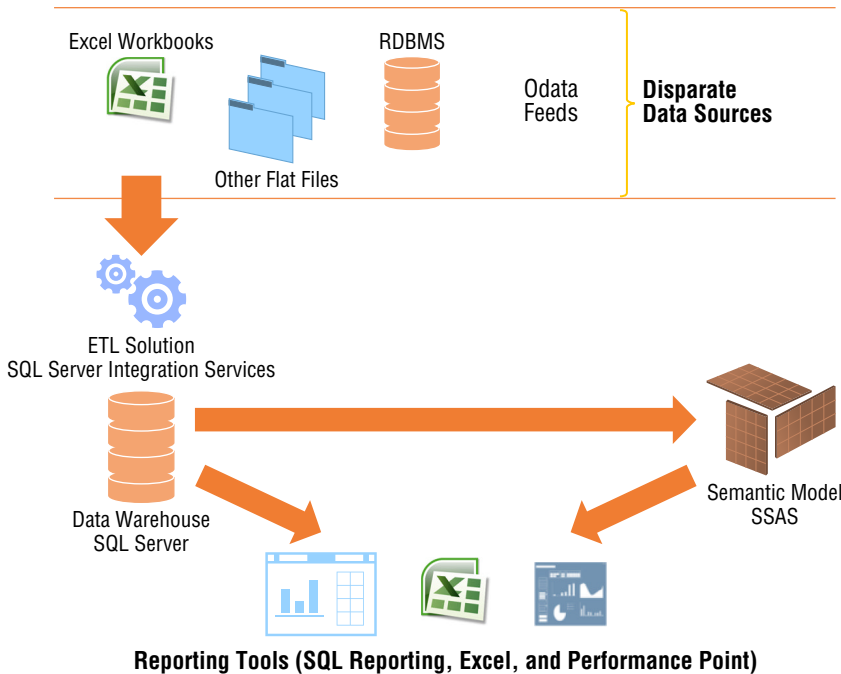 Excel Workbooks
RDBMS
Odata
Feeds
Disparate
Data Sources
Other Flat Files
ETL Solution
SQL Server Integration Services
Data Warehouse
SQL Server
Semantic Model
SSAS
Reporting Tools (SQL Reporting, Excel, and Performance Point)